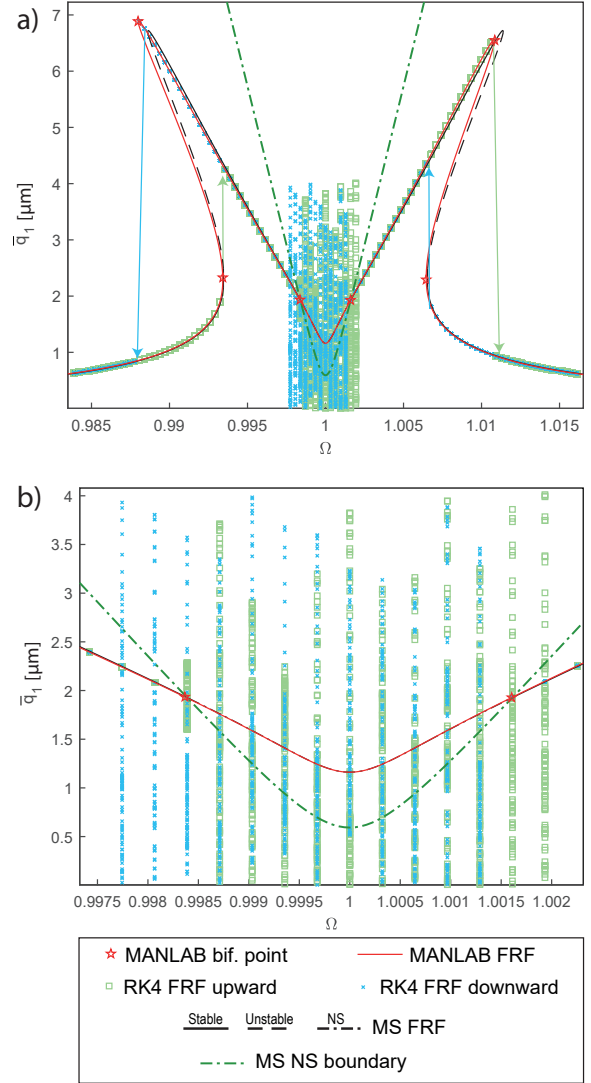 a)
7
6
5
4
3
2
1
q̅₁ [μm]
0.985 0.99 0.995 1 1.005 1.01 1.015
Ω
b)
4
3.5
3
2.5
2
1.5
1
0.5
q̅₁ [μm]
0.9975 0.998 0.9985 0.999 0.9995 1 1.0005 1.001 1.0015 1.002
Ω
MANLAB bif. point MANLAB FRF
RK4 FRF upward RK4 FRF downward
Stable Unstable NS MS FRF
MS NS boundary